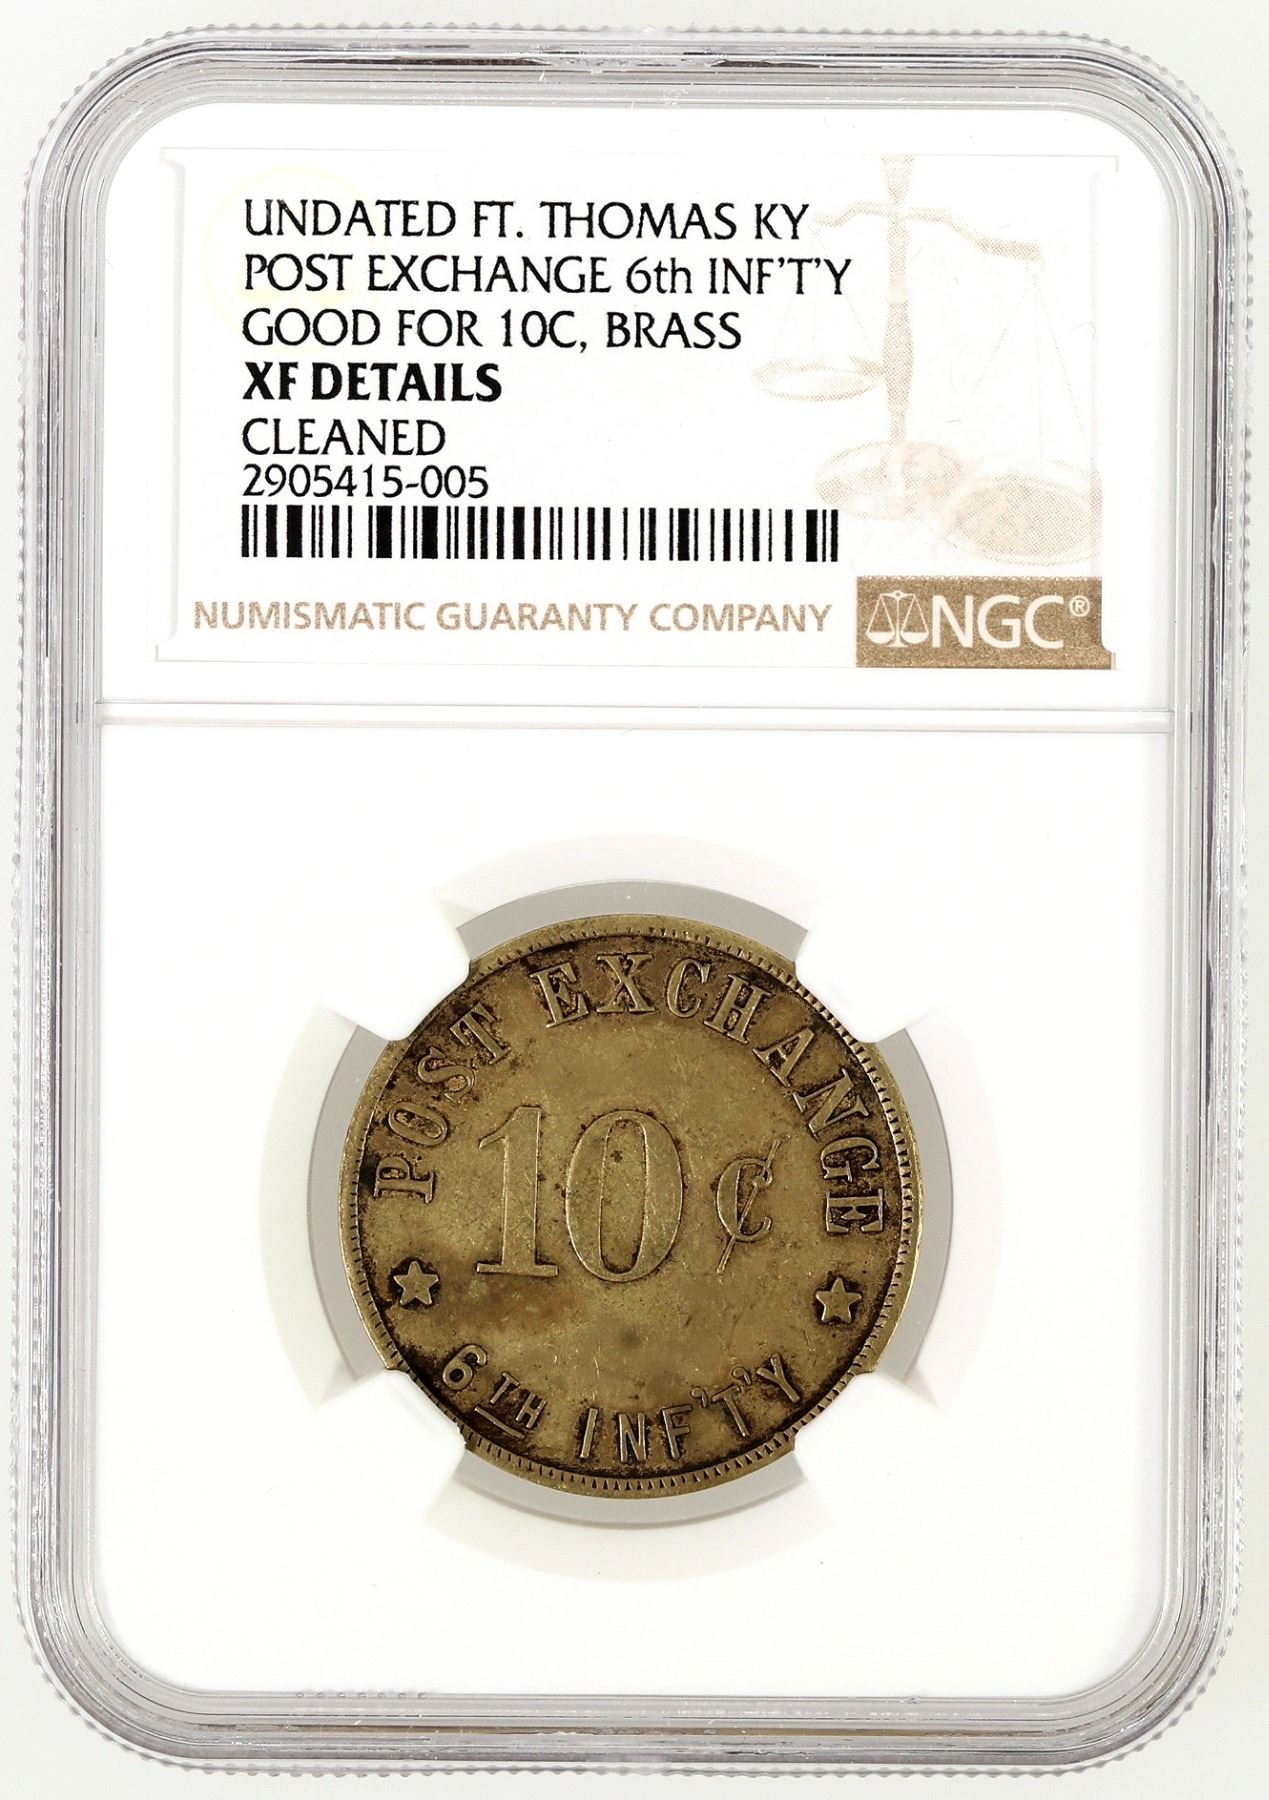 UNDATED FT. THOMAS KY
POST EXCHANGE 6th INF'T'Y
GOOD FOR 10C, BRASS
XF DETAILS
CLEANED
2905415-005
NUMISMATIC GUARANTY COMPANY
NGC®
POST EXCHANGE
10 ¢
6TH INF'T'Y